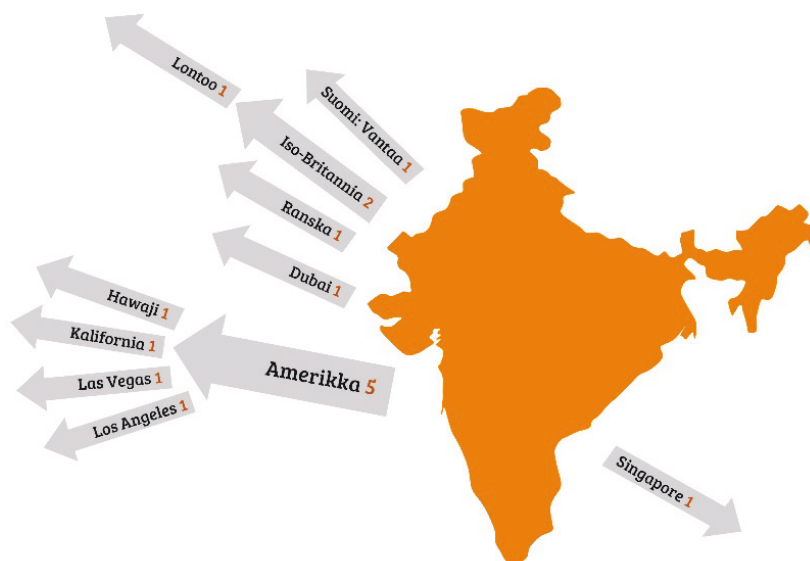 Lontoo 1
Suomi: Vantaa 1
Iso-Britannia 2
Ranska 1
Dubai 1
Hawaji 1
Kalifornia 1
Las Vegas 1
Los Angeles 1
Amerikka 5
Singapore 1